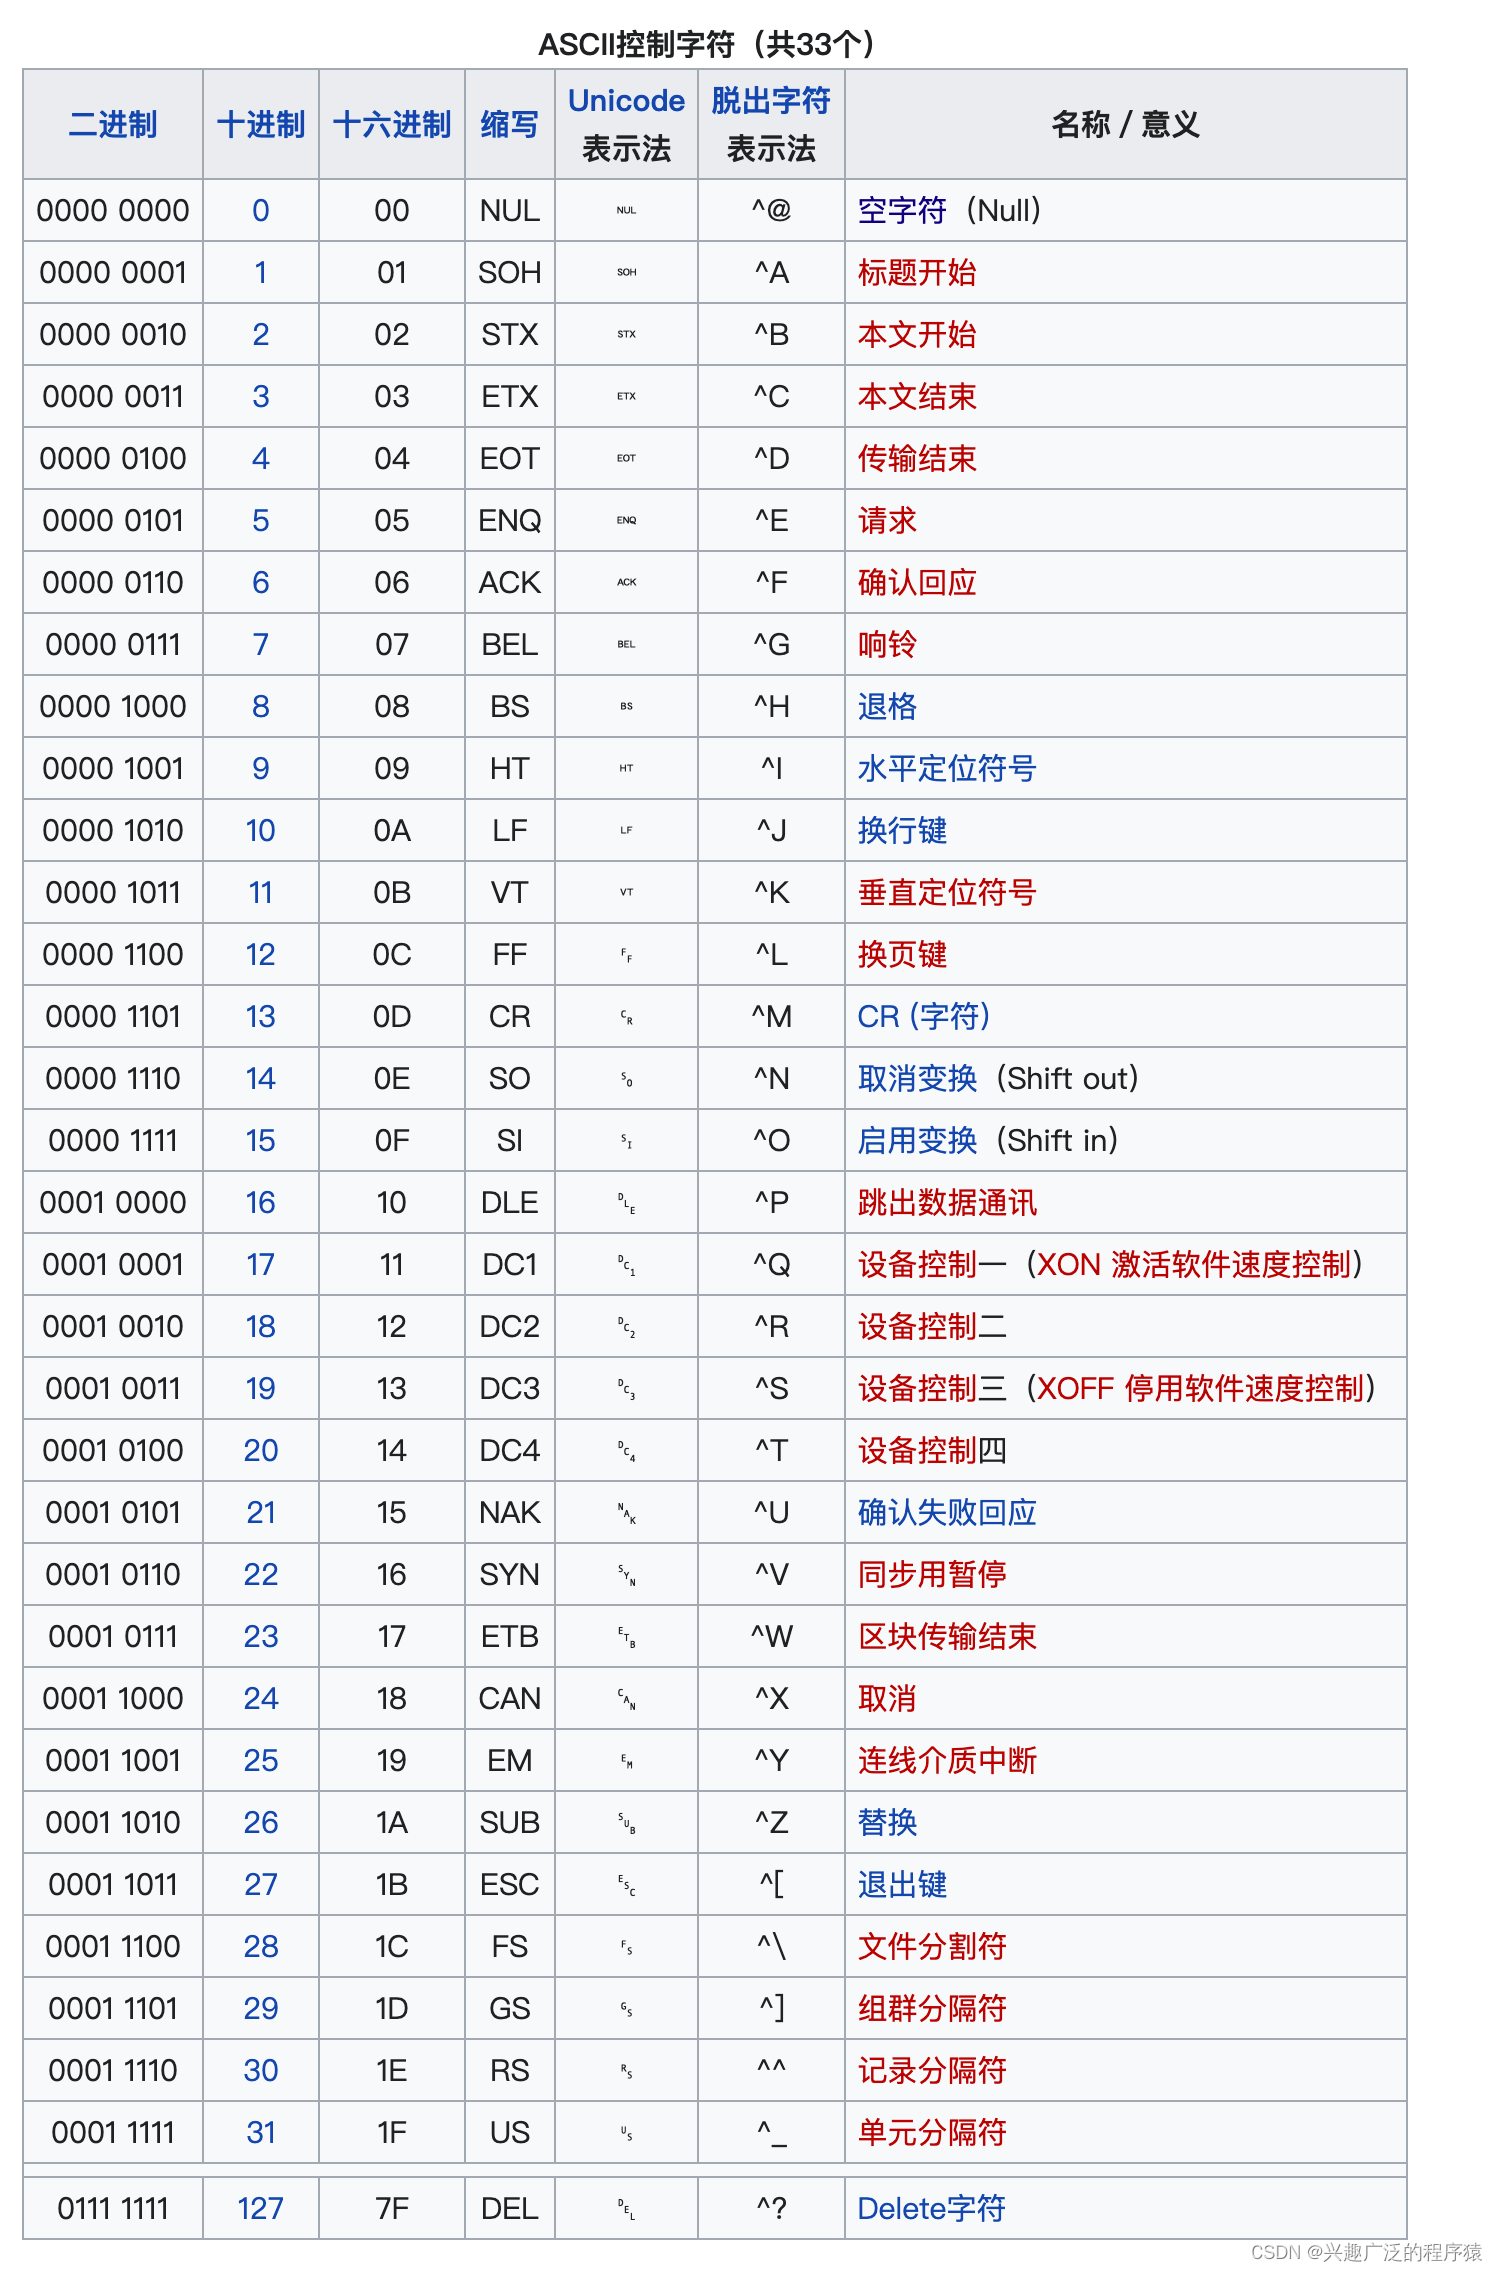 ASCII控制字符（共33个）
二进制 十进制 十六进制 缩写 Unicode 表示法 脱出字符 表示法 名称 / 意义
0000 0000 0 00 NUL NUL ^@ 空字符（Null）
0000 0001 1 01 SOH SOH ^A 标题开始
0000 0010 2 02 STX STX ^B 本文开始
0000 0011 3 03 ETX ETX ^C 本文结束
0000 0100 4 04 EOT EOT ^D 传输结束
0000 0101 5 05 ENQ ENQ ^E 请求
0000 0110 6 06 ACK ACK ^F 确认回应
0000 0111 7 07 BEL BEL ^G 响铃
0000 1000 8 08 BS BS ^H 退格
0000 1001 9 09 HT HT ^I 水平定位符号
0000 1010 10 0A LF LF ^J 换行键
0000 1011 11 0B VT VT ^K 垂直定位符号
0000 1100 12 0C FF FF ^L 换页键
0000 1101 13 0D CR CR ^M CR (字符)
0000 1110 14 0E SO SO ^N 取消变换（Shift out）
0000 1111 15 0F SI SI ^O 启用变换（Shift in）
0001 0000 16 10 DLE DLE ^P 跳出数据通讯
0001 0001 17 11 DC1 DC1 ^Q 设备控制一（XON 激活软件速度控制）
0001 0010 18 12 DC2 DC2 ^R 设备控制二
0001 0011 19 13 DC3 DC3 ^S 设备控制三（XOFF 停用软件速度控制）
0001 0100 20 14 DC4 DC4 ^T 设备控制四
0001 0101 21 15 NAK NAK ^U 确认失败回应
0001 0110 22 16 SYN SYN ^V 同步用暂停
0001 0111 23 17 ETB ETB ^W 区块传输结束
0001 1000 24 18 CAN CAN ^X 取消
0001 1001 25 19 EM EM ^Y 连线介质中断
0001 1010 26 1A SUB SUB ^Z 替换
0001 1011 27 1B ESC ESC ^[ 退出键
0001 1100 28 1C FS FS ^\ 文件分割符
0001 1101 29 1D GS GS ^] 组群分隔符
0001 1110 30 1E RS RS ^^ 记录分隔符
0001 1111 31 1F US US ^_ 单元分隔符
0111 1111 127 7F DEL DEL ^? Delete字符
CSDN @兴趣广泛的程序猿